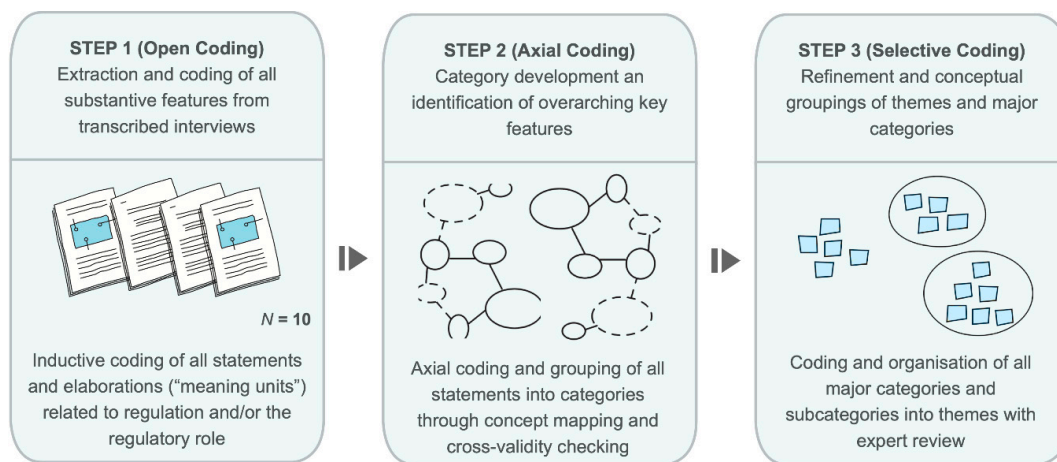 STEP 1 (Open Coding)
Extraction and coding of all
substantive features from
transcribed interviews
N = 10
Inductive coding of all statements
and elaborations (“meaning units”)
related to regulation and/or the
regulatory role
STEP 2 (Axial Coding)
Category development an
identification of overarching key
features
Axial coding and grouping of all
statements into categories
through concept mapping and
cross-validity checking
STEP 3 (Selective Coding)
Refinement and conceptual
groupings of themes and major
categories
Coding and organisation of all
major categories and
subcategories into themes with
expert review